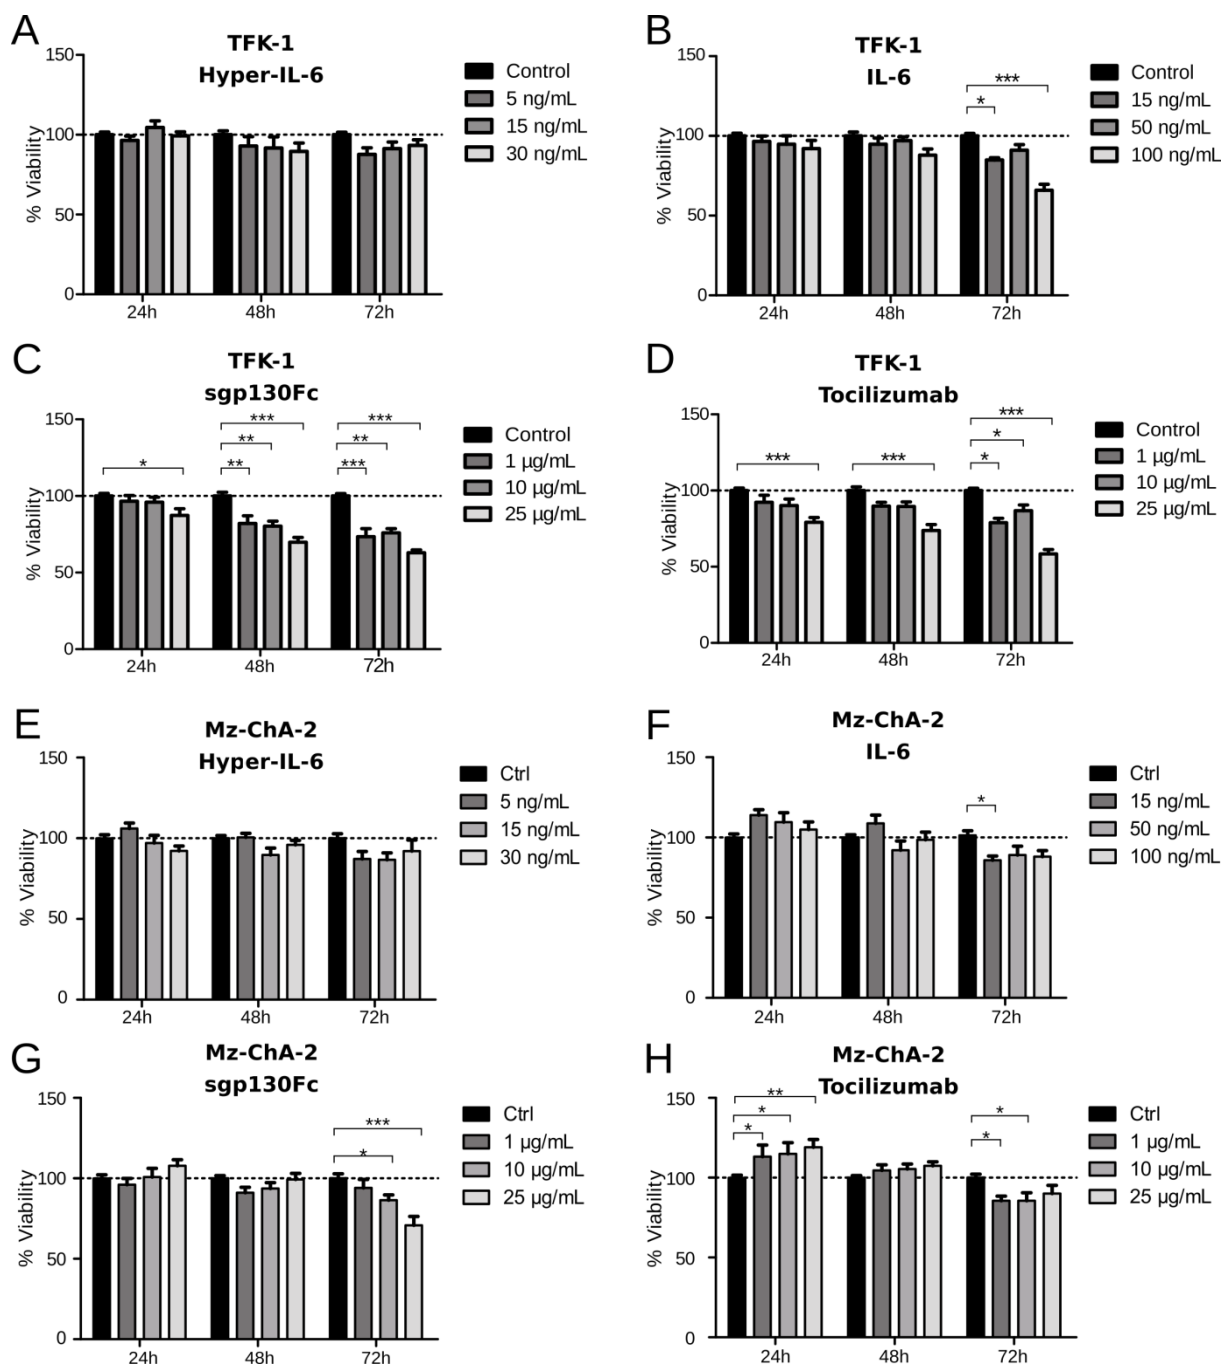 A
TFK-1
Hyper-IL-6
150
100
50
0
% Viability
24h
48h
72h
Control
5 ng/mL
15 ng/mL
30 ng/mL
B
TFK-1
IL-6
150
100
50
0
% Viability
***
*
24h
48h
72h
Control
15 ng/mL
50 ng/mL
100 ng/mL
C
TFK-1
sgp130Fc
150
100
50
0
% Viability
*
***
**
**
***
**
***
24h
48h
72h
Control
1 µg/mL
10 µg/mL
25 µg/mL
D
TFK-1
Tocilizumab
150
100
50
0
% Viability
***
***
***
*
*
24h
48h
72h
Control
1 µg/mL
10 µg/mL
25 µg/mL
E
Mz-ChA-2
Hyper-IL-6
150
100
50
0
% Viability
24h
48h
72h
Ctrl
5 ng/mL
15 ng/mL
30 ng/mL
F
Mz-ChA-2
IL-6
150
100
50
0
% Viability
*
24h
48h
72h
Ctrl
15 ng/mL
50 ng/mL
100 ng/mL
G
Mz-ChA-2
sgp130Fc
150
100
50
0
% Viability
***
*
24h
48h
72h
Ctrl
1 µg/mL
10 µg/mL
25 µg/mL
H
Mz-ChA-2
Tocilizumab
150
100
50
0
% Viability
**
*
*
*
*
24h
48h
72h
Ctrl
1 µg/mL
10 µg/mL
25 µg/mL